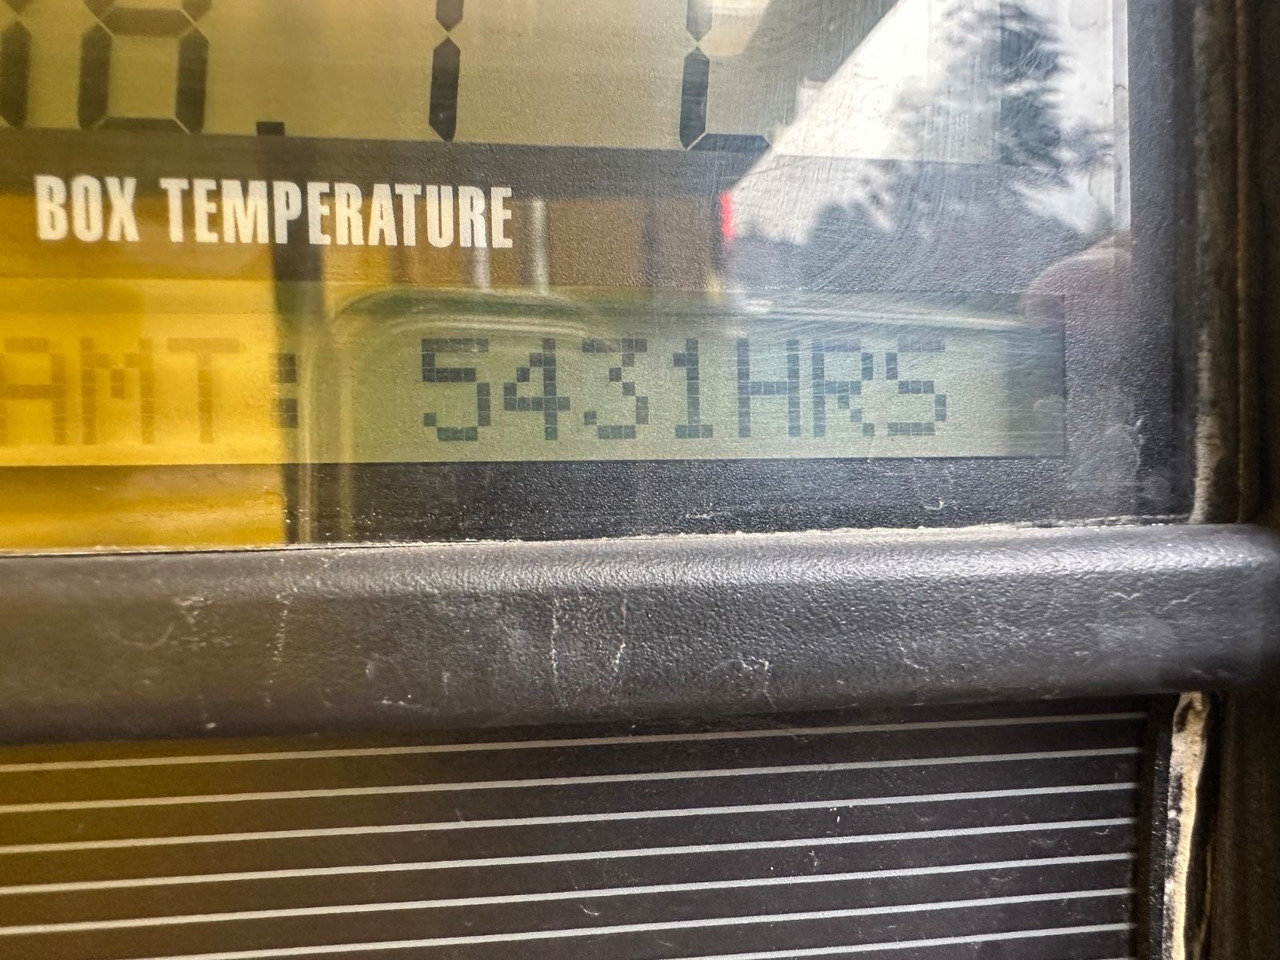 BOX TEMPERATURE
AMT: 5431HRS